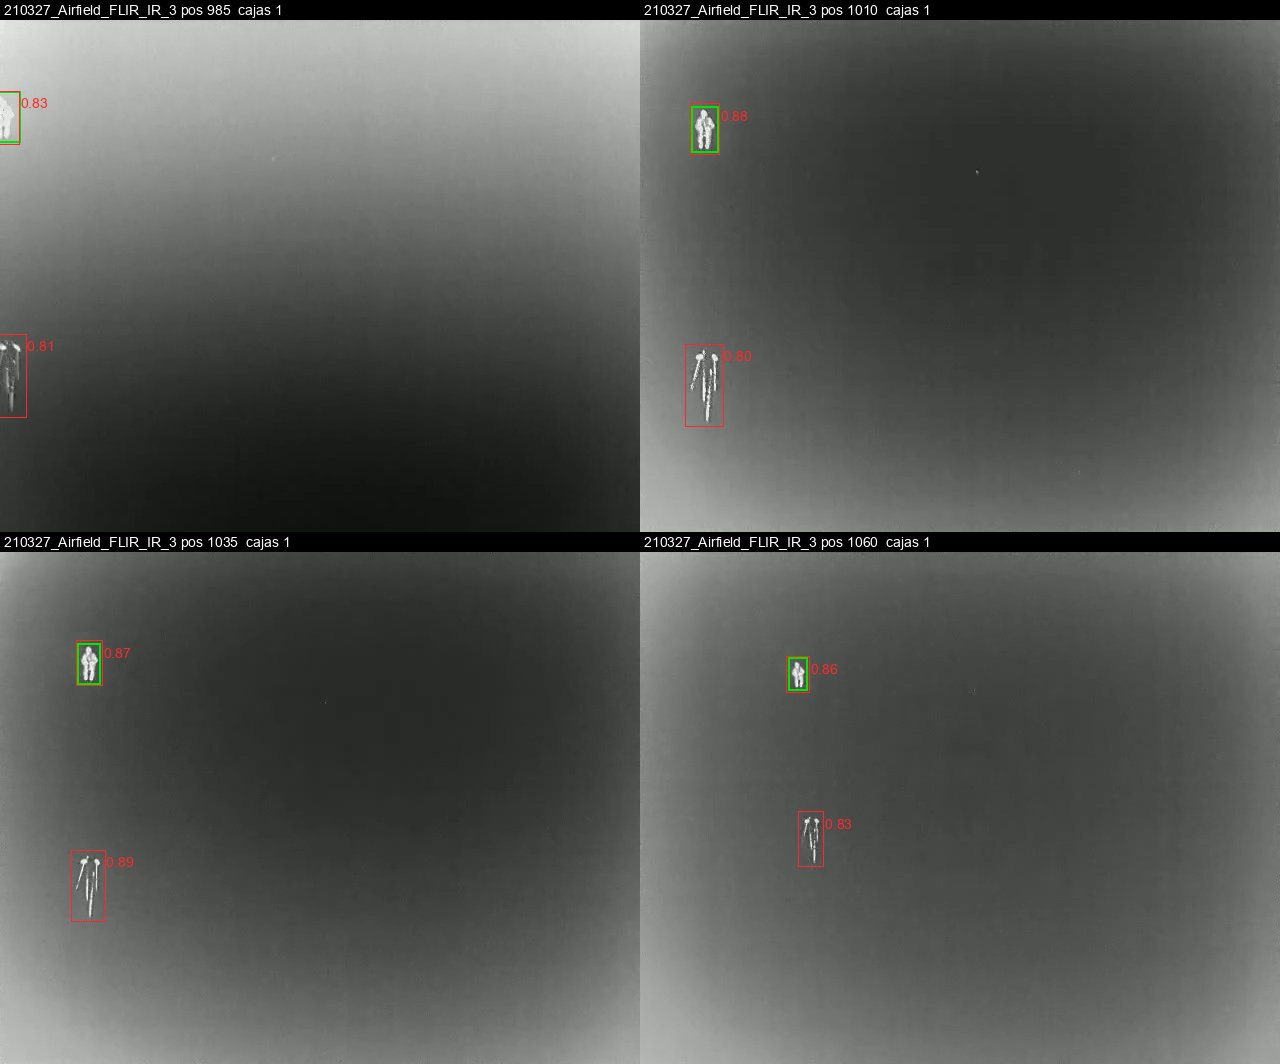 210327_Airfield_FLIR_IR_3 pos 985 cajas 1
0.83
0.81
210327_Airfield_FLIR_IR_3 pos 1010 cajas 1
0.88
0.80
210327_Airfield_FLIR_IR_3 pos 1035 cajas 1
0.87
0.89
210327_Airfield_FLIR_IR_3 pos 1060 cajas 1
0.86
0.83